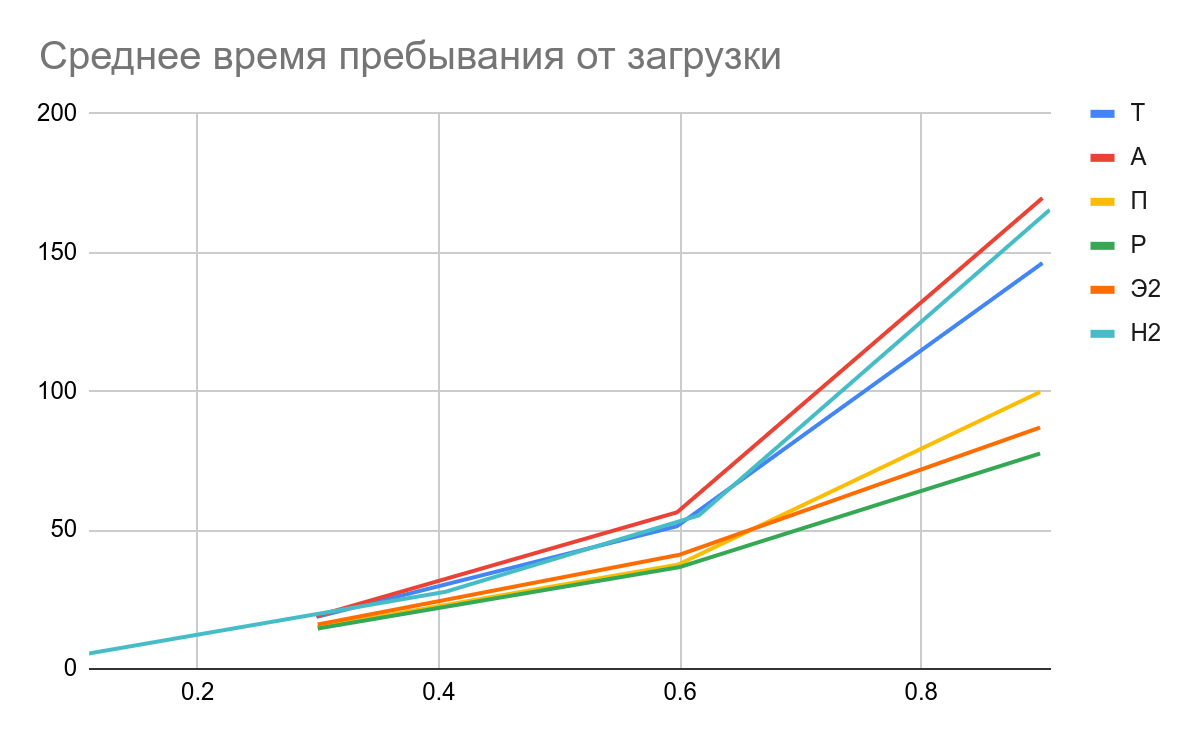 Среднее время пребывания от загрузки
200
150
100
50
0
0.2
0.4
0.6
0.8
Т
А
П
Р
Э2
Н2